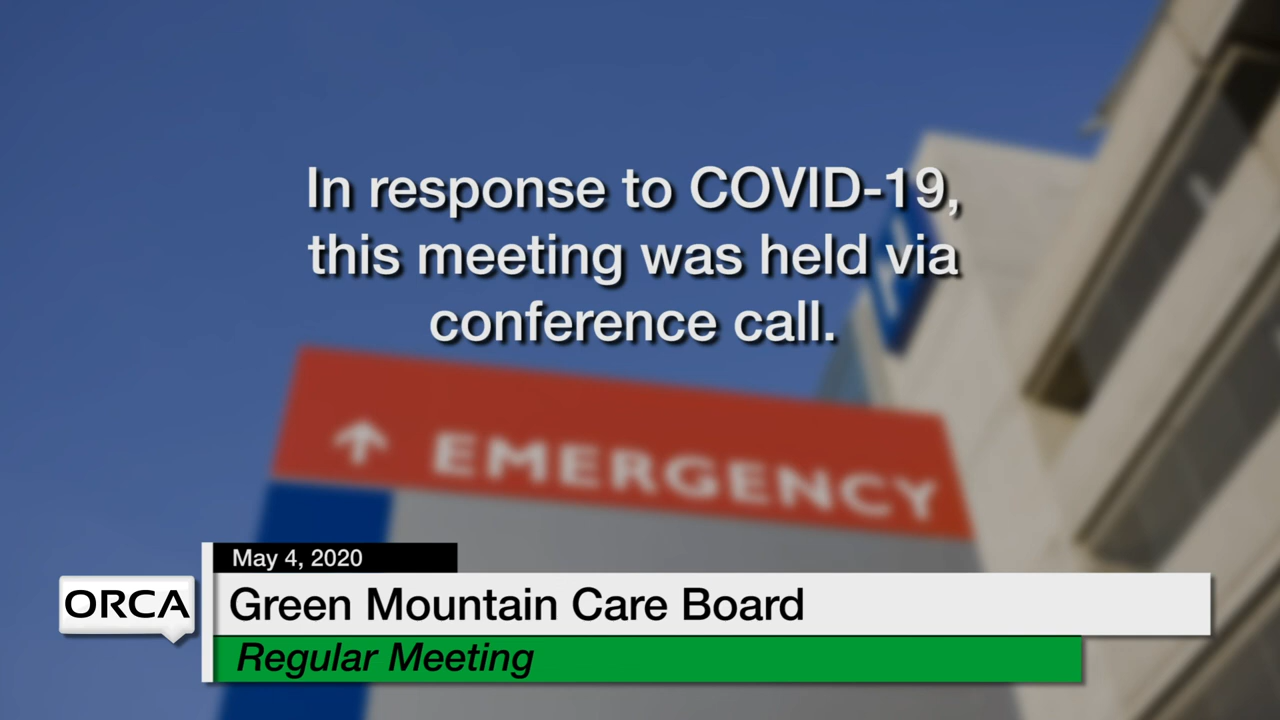 In response to COVID-19,
this meeting was held via
conference call.
EMERGENCY
May 4, 2020
ORCA
Green Mountain Care Board
Regular Meeting